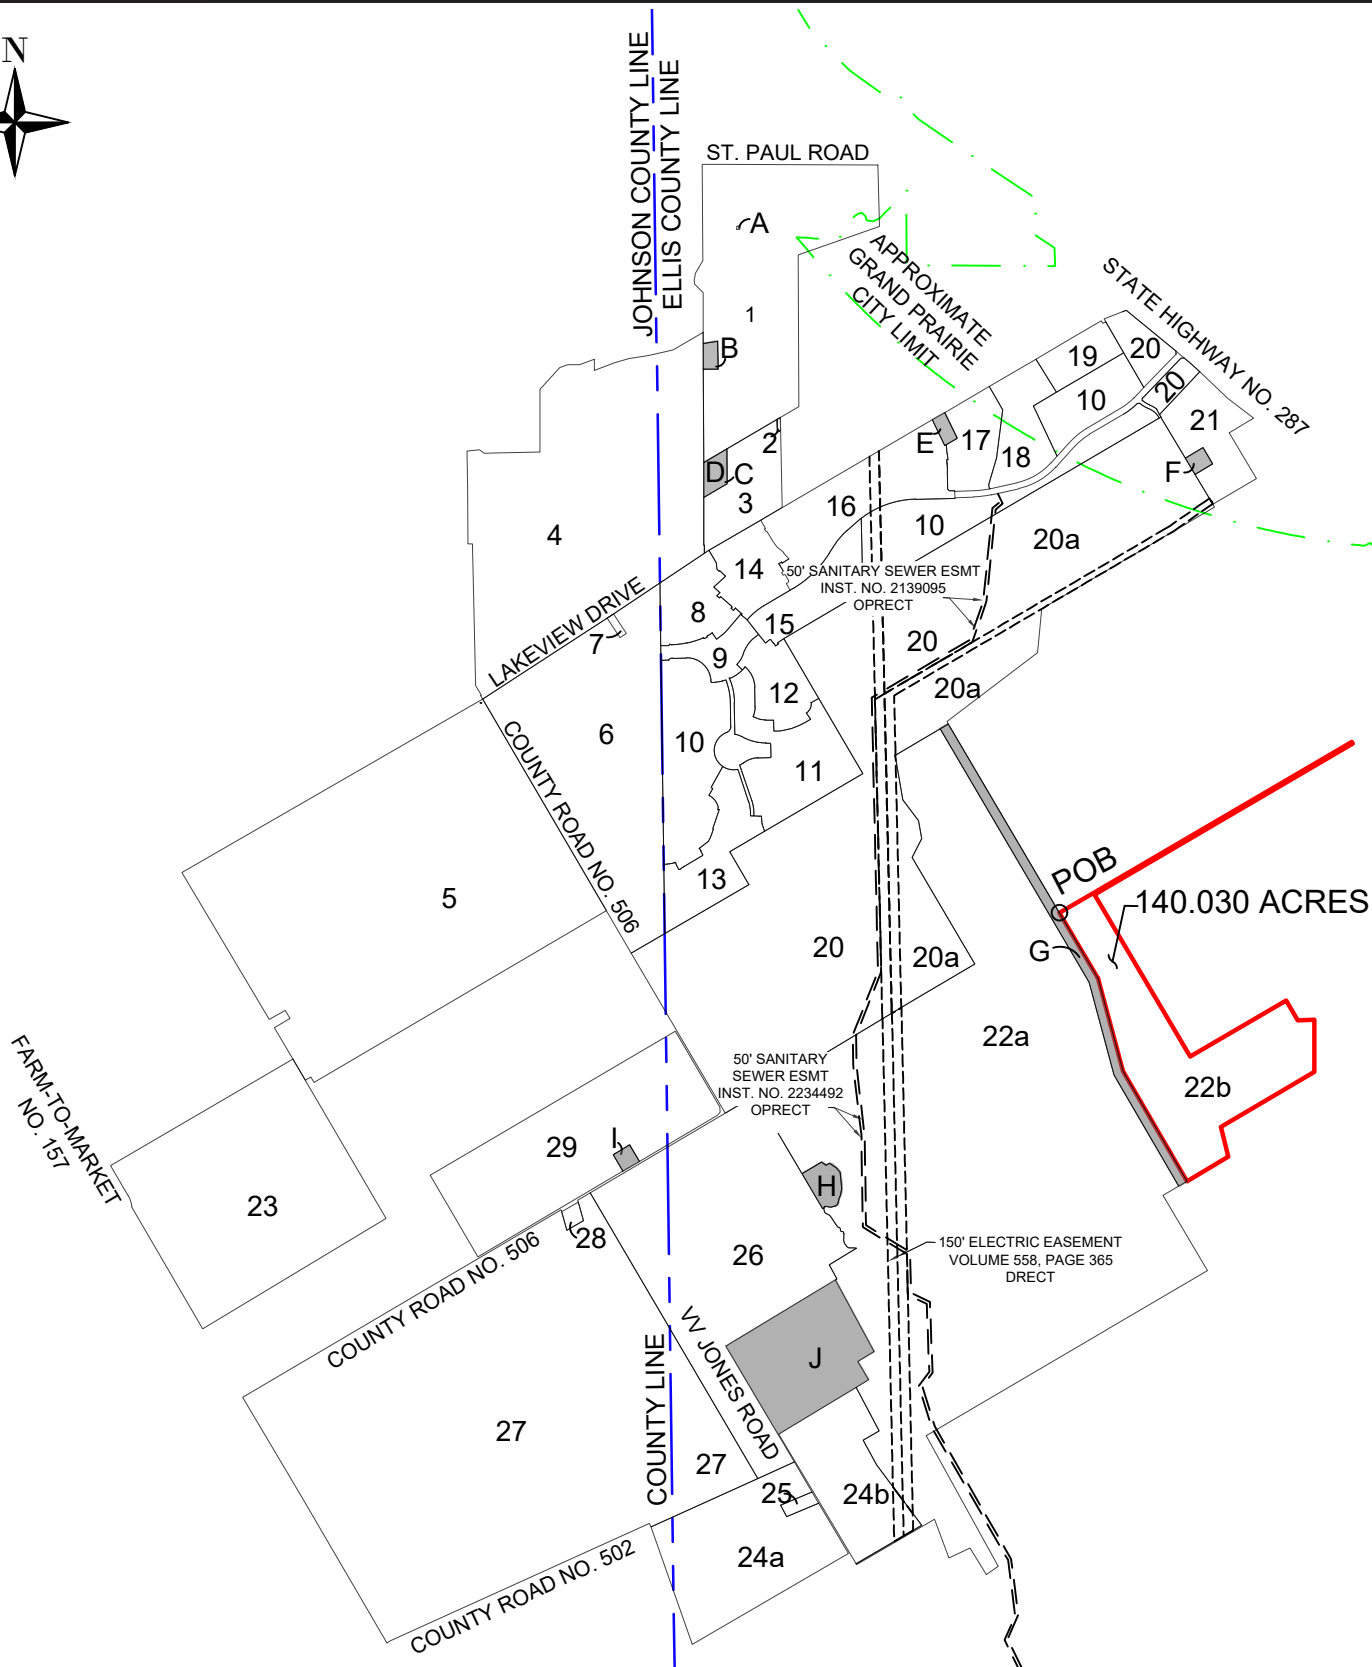 N
JOHNSON COUNTY LINE
ELLIS COUNTY LINE
ST. PAUL ROAD
A
APPROXIMATE
GRAND PRAIRIE
CITY LIMIT
STATE HIGHWAY NO. 287
1
B
19
20
10
20
21
2
E
17
18
F
D
C
3
16
10
4
20a
14
50' SANITARY SEWER ESMT
INST. NO. 2139095
OPRECT
LAKEVIEW DRIVE
7
8
15
20
9
12
20a
6
COUNTY ROAD NO. 506
10
11
5
13
POB
140.030 ACRES
20
20a
G
22a
FARM-TO-MARKET
NO. 157
50' SANITARY
SEWER ESMT
INST. NO. 2234492
OPRECT
22b
29
I
H
23
28
26
150' ELECTRIC EASEMENT
VOLUME 558, PAGE 365
DRECT
COUNTY ROAD NO. 506
VV JONES ROAD
J
COUNTY LINE
27
27
25
24b
24a
COUNTY ROAD NO. 502